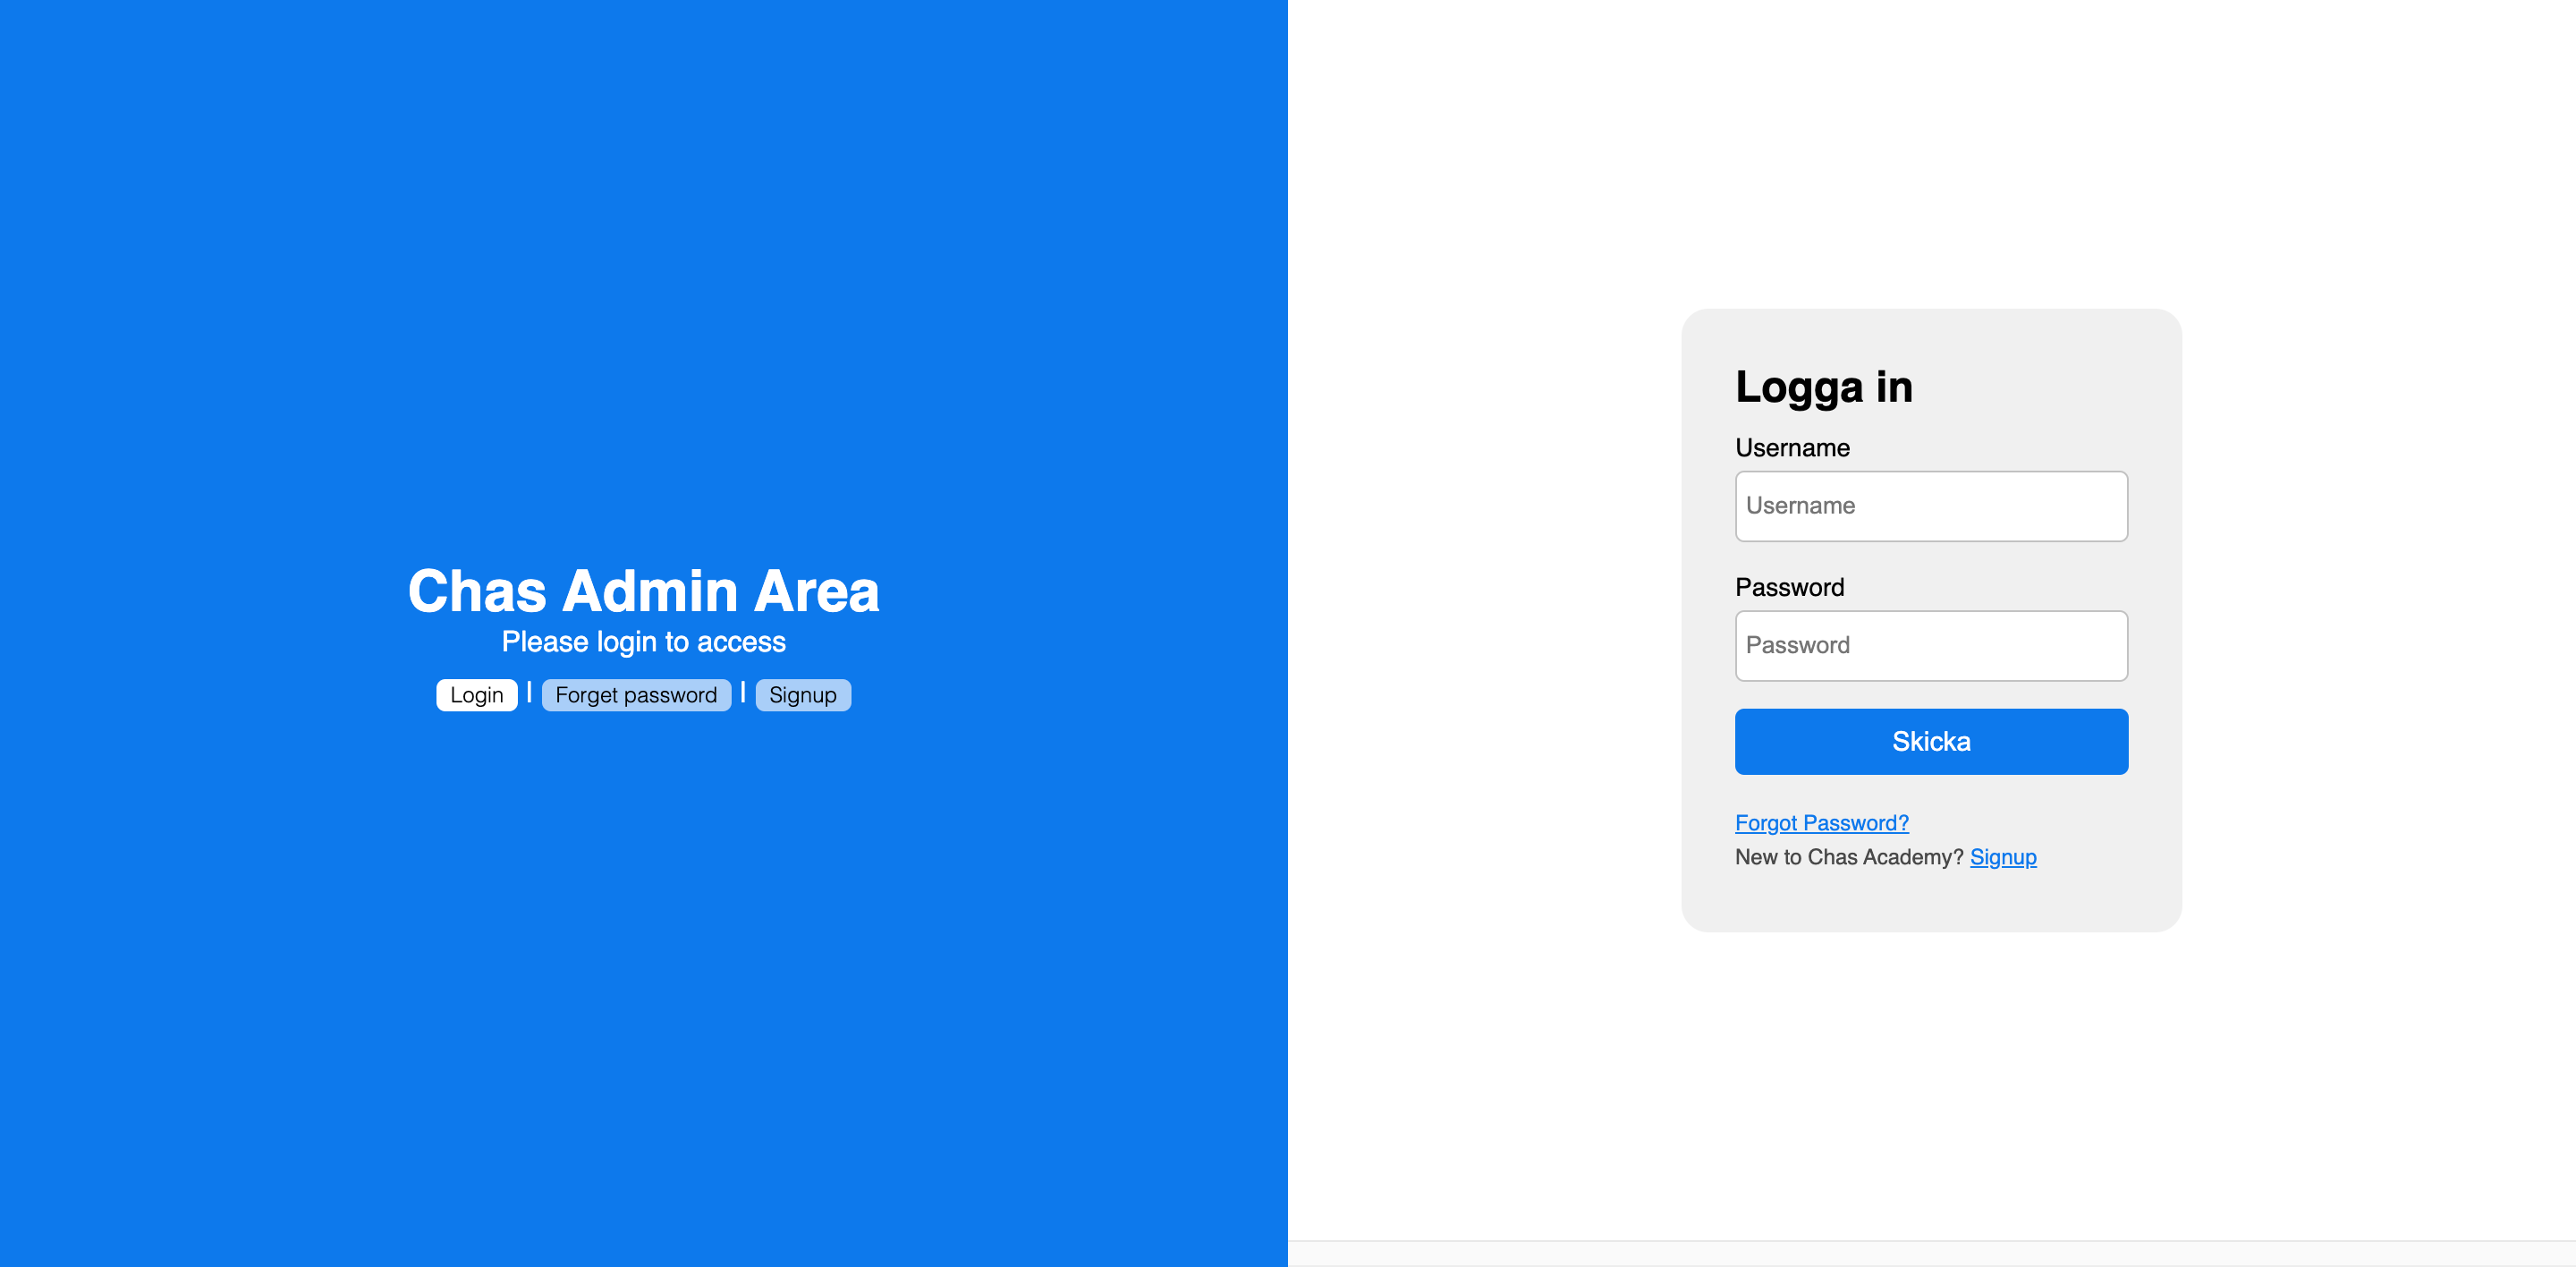 Chas Admin Area
Please login to access
Login | Forget password | Signup
Logga in
Username
Username
Password
Password
Skicka
Forgot Password?
New to Chas Academy? Signup